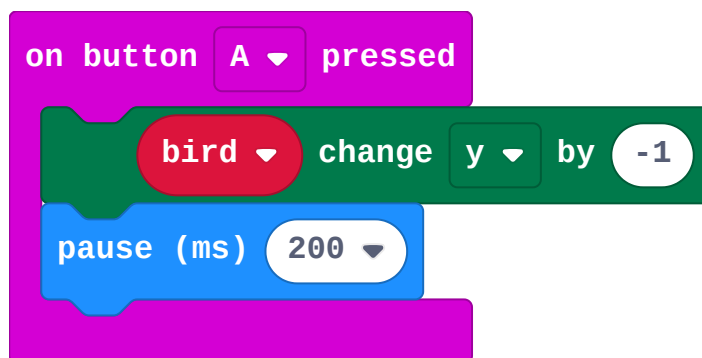 on button A pressed
bird change y by -1
pause (ms) 200